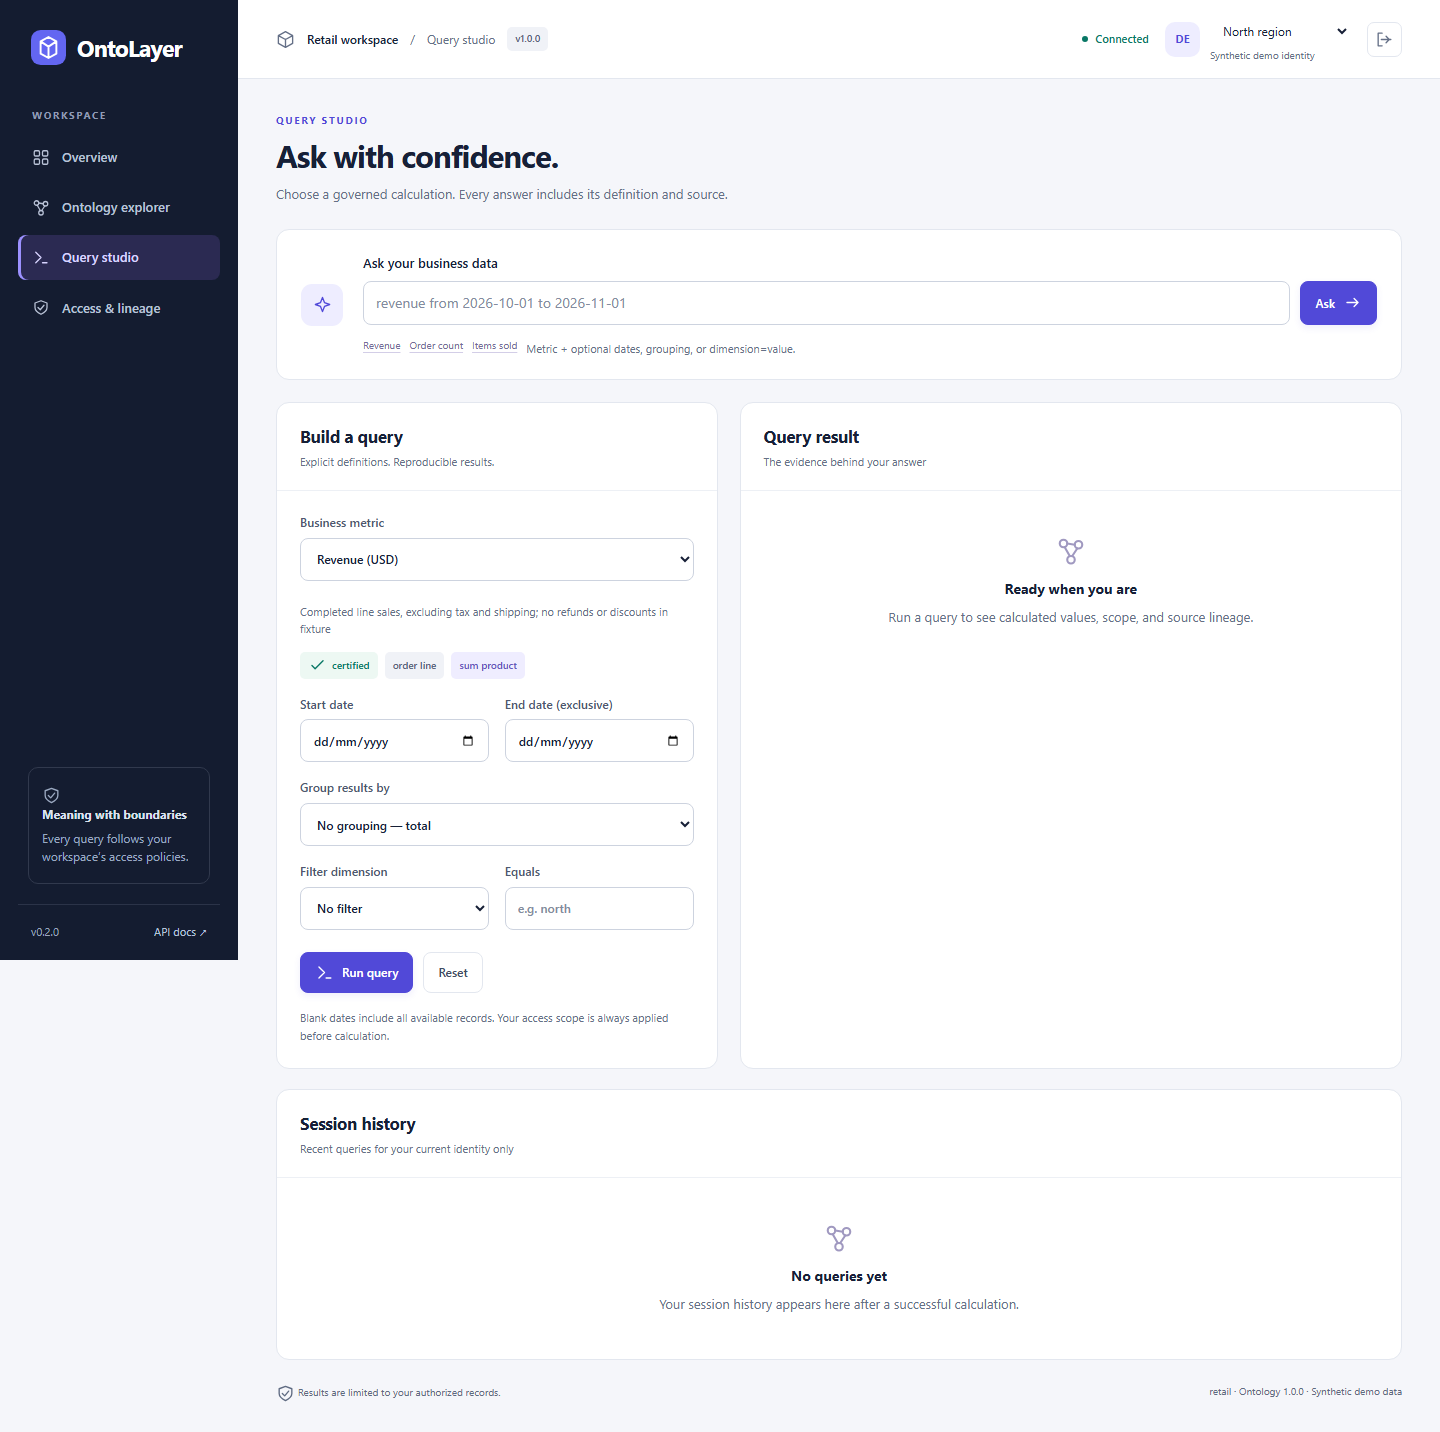 OntoLayer
WORKSPACE
Overview
Ontology explorer
Query studio
Access & lineage
Meaning with boundaries
Every query follows your
workspace's access policies.
v0.2.0
API docs ↗
Retail workspace / Query studio v1.0.0
Connected
DE
North region
Synthetic demo identity
QUERY STUDIO
Ask with confidence.
Choose a governed calculation. Every answer includes its definition and source.
Ask your business data
revenue from 2026-10-01 to 2026-11-01
Ask →
Revenue Order count Items sold Metric + optional dates, grouping, or dimension=value.
Build a query
Explicit definitions. Reproducible results.
Business metric
Revenue (USD)
Completed line sales, excluding tax and shipping; no refunds or discounts in
fixture
certified order line sum product
Start date End date (exclusive)
dd/mm/yyyy dd/mm/yyyy
Group results by
No grouping — total
Filter dimension Equals
No filter e.g. north
Run query Reset
Blank dates include all available records. Your access scope is always applied
before calculation.
Query result
The evidence behind your answer
Ready when you are
Run a query to see calculated values, scope, and source lineage.
Session history
Recent queries for your current identity only
No queries yet
Your session history appears here after a successful calculation.
Results are limited to your authorized records.
retail · Ontology 1.0.0 · Synthetic demo data